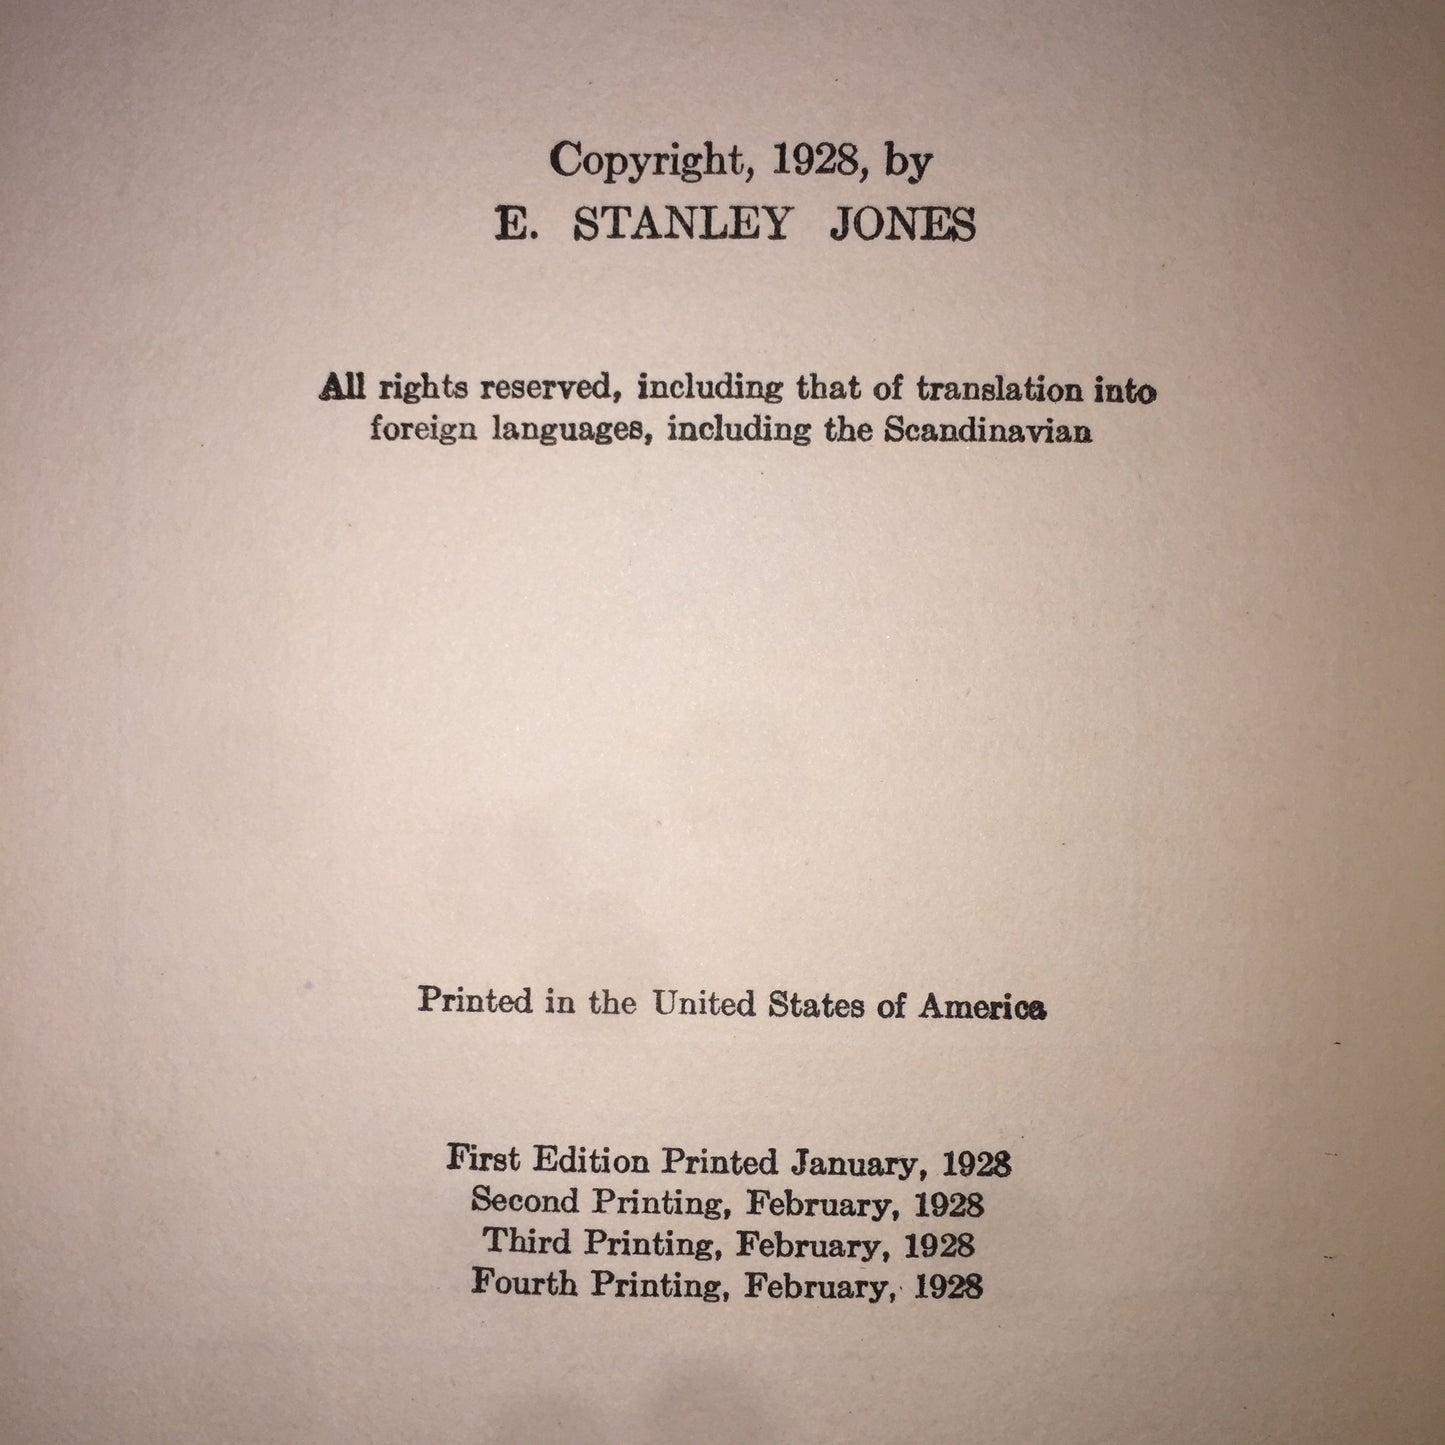 Copyright, 1928, by
E. STANLEY JONES
All rights reserved, including that of translation into
foreign languages, including the Scandinavian
Printed in the United States of America
First Edition Printed January, 1928
Second Printing, February, 1928
Third Printing, February, 1928
Fourth Printing, February, 1928